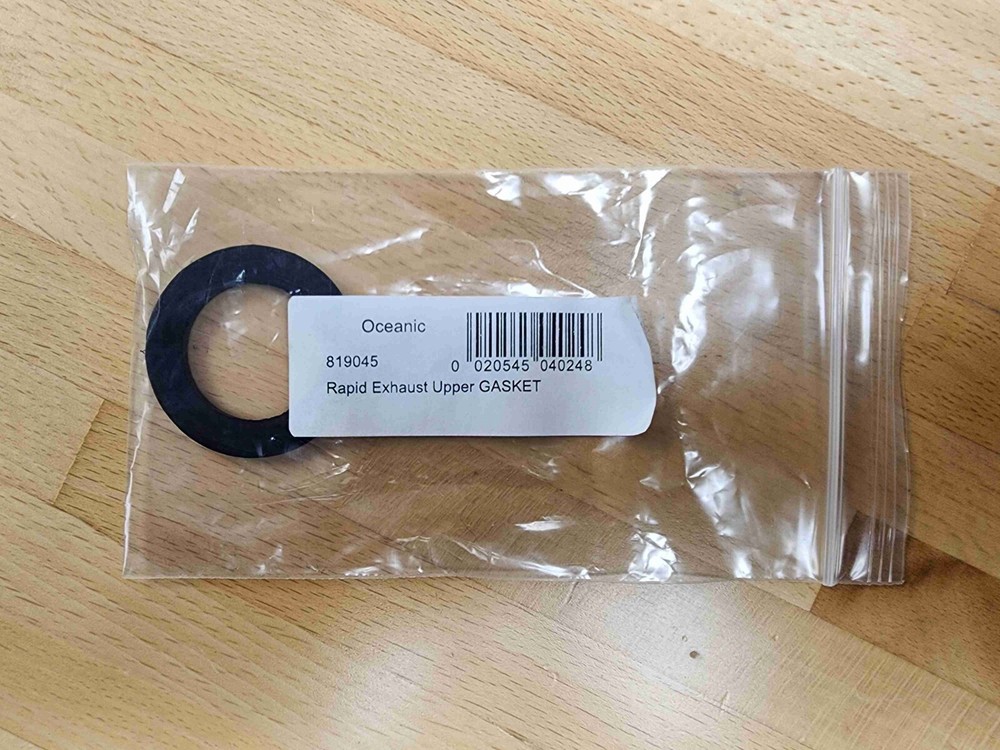 Oceanic
819045
0 020545 040248
Rapid Exhaust Upper GASKET